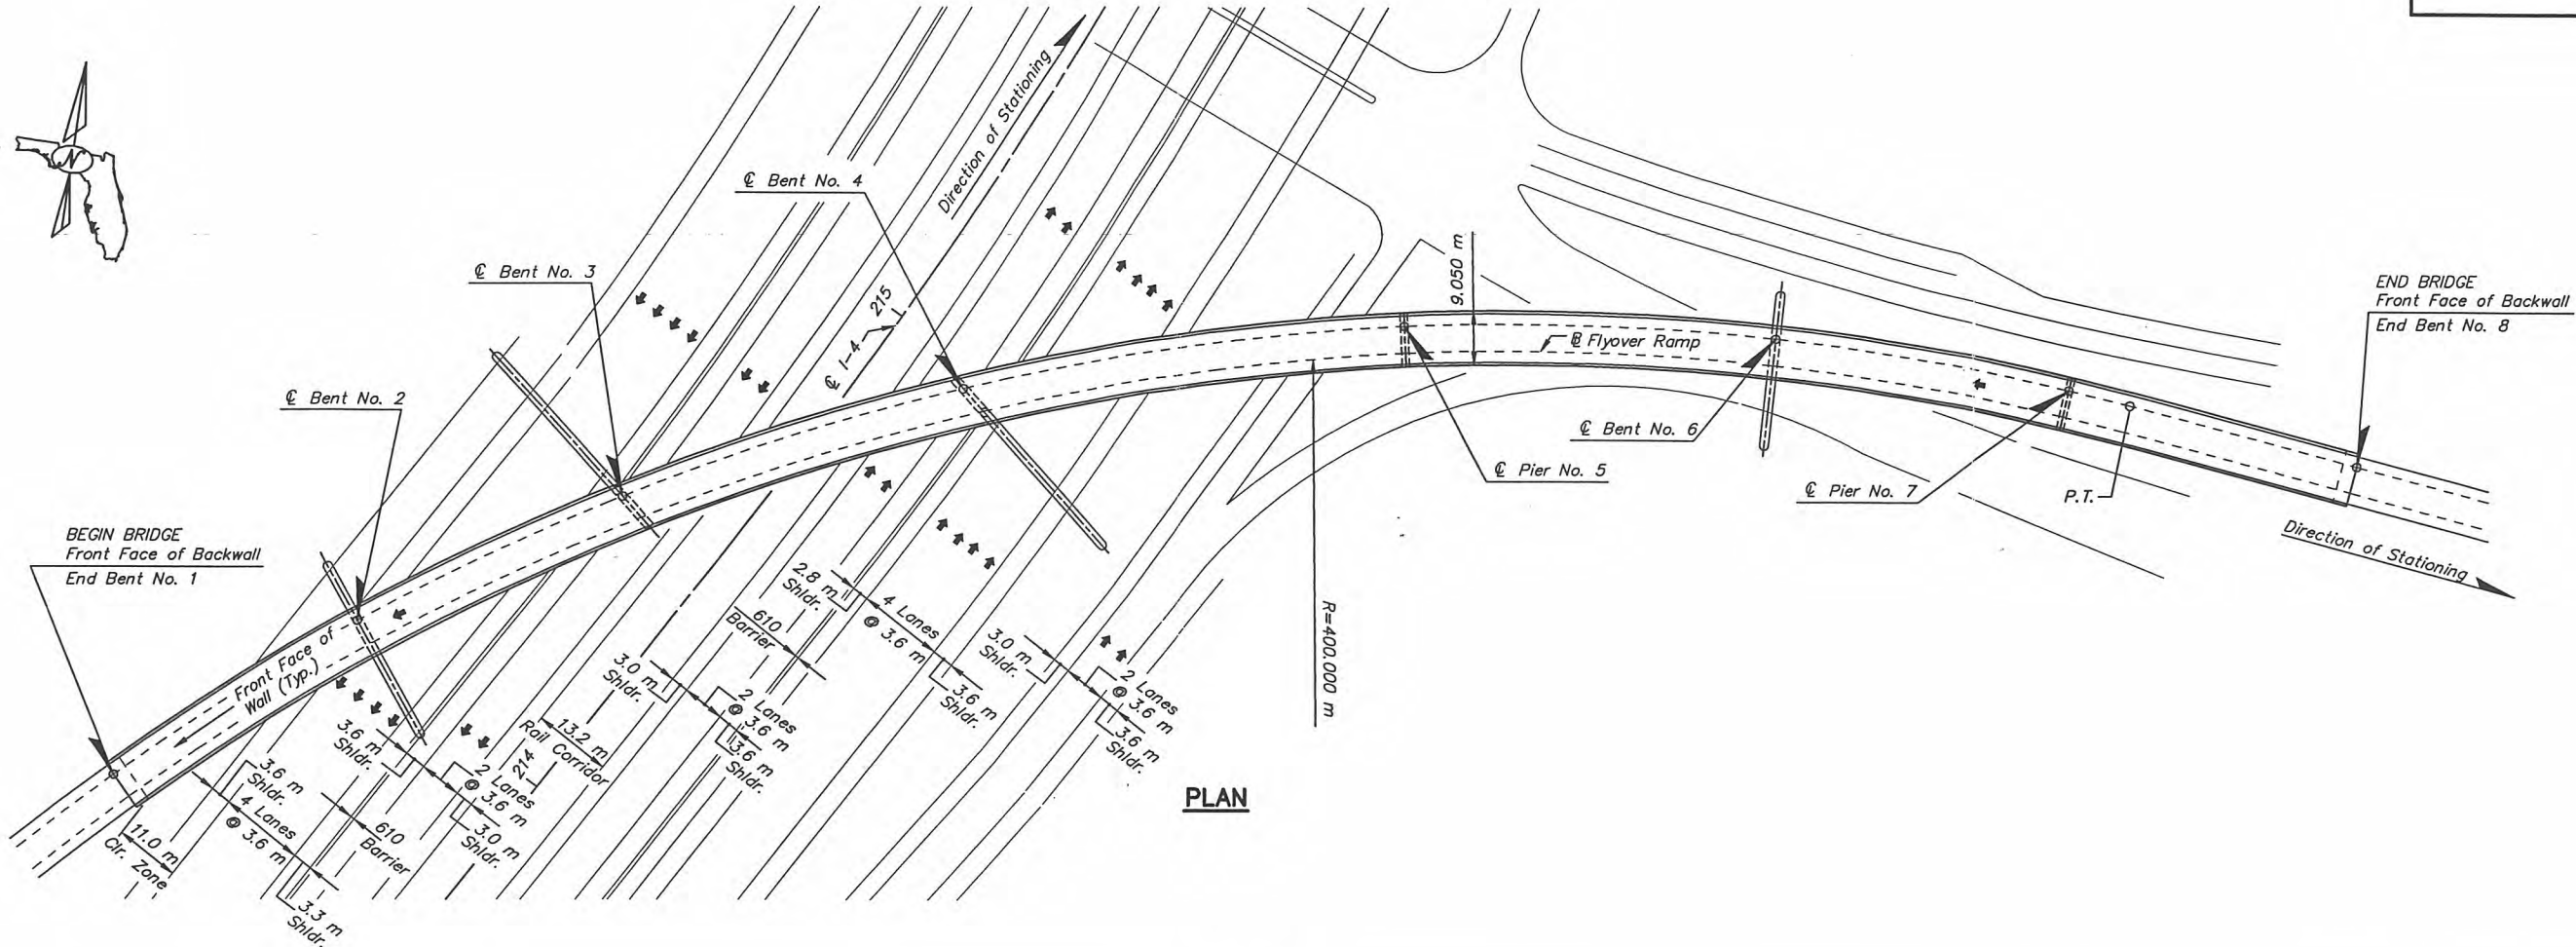 N
Direction of Stationing
℄ Bent No. 4
℄ Bent No. 3
℄ I-4
215
9.050 m
℄ Bent No. 2
END BRIDGE
Front Face of Backwall
End Bent No. 8
Flyover Ramp
℄ Bent No. 6
℄ Pier No. 5
℄ Pier No. 7
P.T.
BEGIN BRIDGE
Front Face of Backwall
End Bent No. 1
Direction of Stationing
Front Face of
Wall (Typ.)
R=400.000 m
2.8 m
Shldr.
4 Lanes
@ 3.6 m
610
Barrier
3.0 m
Shldr.
3.0 m
Shldr.
2 Lanes
@ 3.6 m
3.6 m
Shldr.
2 Lanes
@ 3.6 m
3.6 m
Shldr.
3.6 m
Shldr.
13.2 m
Rail Corridor
214
3.6 m
Shldr.
2 Lanes
@ 3.6 m
3.0 m
Shldr.
3.6 m
Shldr.
4 Lanes
@ 3.6 m
610
Barrier
11.0 m
Clr. Zone
3.3 m
Shldr.
PLAN